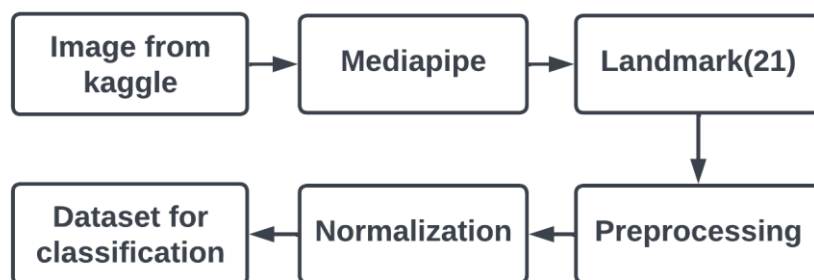 Image from
kaggle
Mediapipe
Landmark(21)
Preprocessing
Normalization
Dataset for
classification